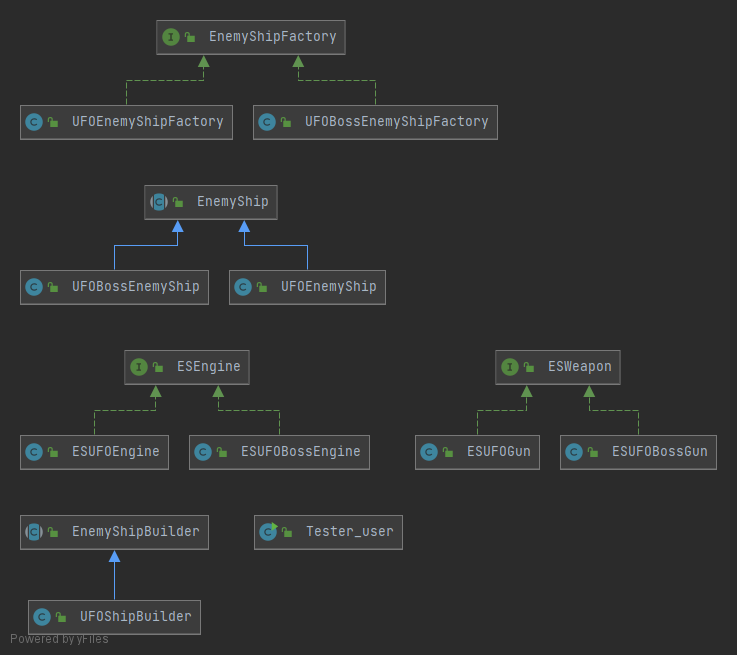 EnemyShipFactory
UFOEnemyShipFactory
UFOBossEnemyShipFactory
EnemyShip
UFOBossEnemyShip
UFOEnemyShip
ESEngine
ESWeapon
ESUFOEngine
ESUFOBossEngine
ESUFOGun
ESUFOBossGun
EnemyShipBuilder
Tester_user
UFOShipBuilder
Powered by yFiles